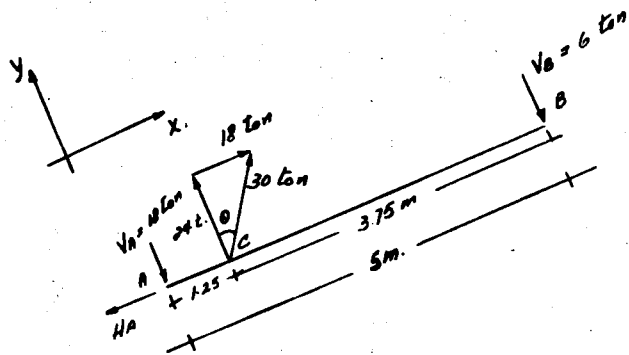 y
x.
18 ton
30 ton
24 t.
θ
C
VA = 18 ton
A
HA
1.25
3.75 m
5m.
VB = 6 ton
B